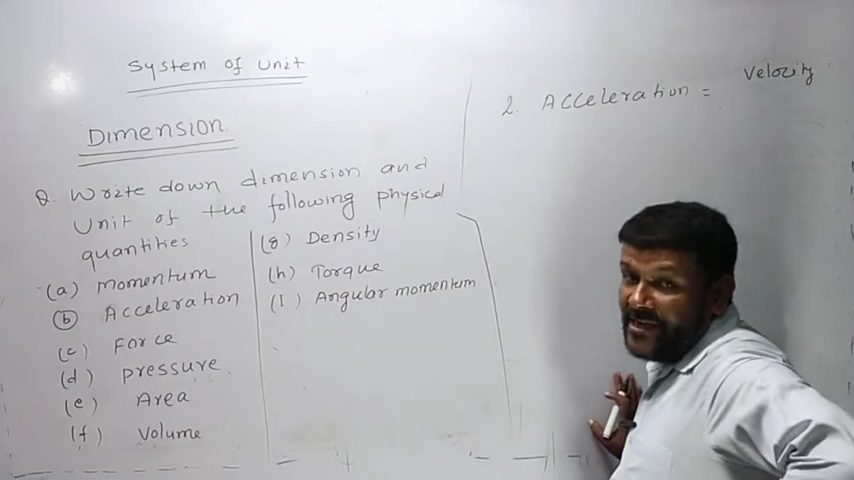 System of Unit
Dimension
Q. Write down dimension and
Unit of the following physical
quantities
(a) Momentum
(b) Acceleration
(c) Force
(d) Pressure
(e) Area
(f) Volume
(g) Density
(h) Torque
(I) Angular momentum
2. Acceleration = Velocity